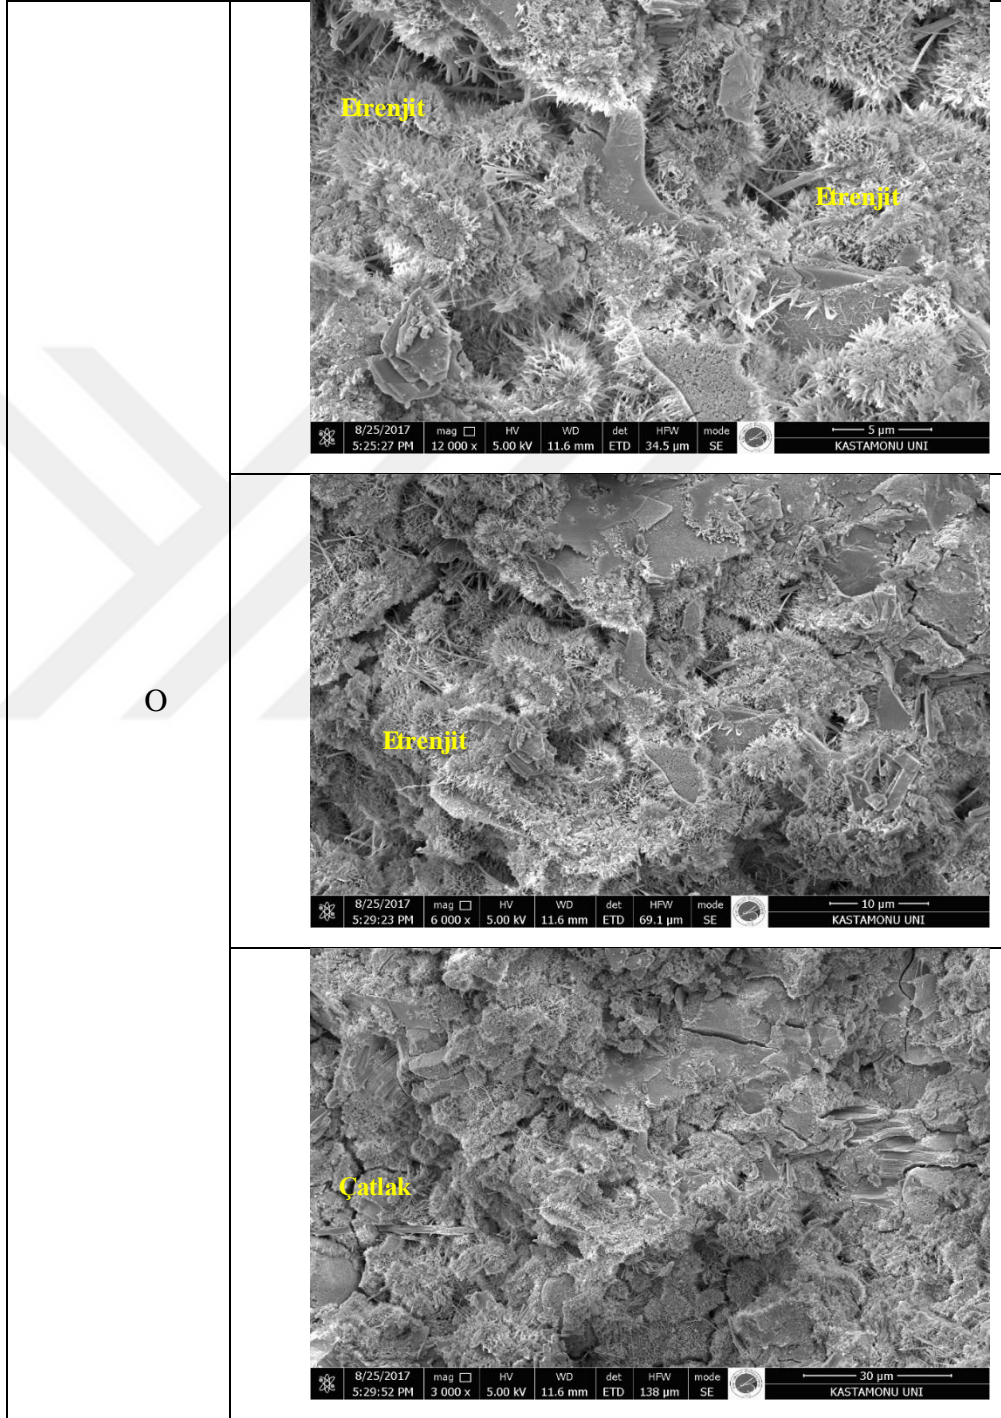 Etrenjit
Etrenjit
8/25/2017 mag HV WD det HFW mode 5 µm
5:25:27 PM 12 000 x 5.00 kV 11.6 mm ETD 34.5 µm SE KASTAMONU UNI
O
Etrenjit
8/25/2017 mag HV WD det HFW mode 10 µm
5:29:23 PM 6 000 x 5.00 kV 11.6 mm ETD 69.1 µm SE KASTAMONU UNI
Çatlak
8/25/2017 mag HV WD det HFW mode 30 µm
5:29:52 PM 3 000 x 5.00 kV 11.6 mm ETD 138 µm SE KASTAMONU UNI